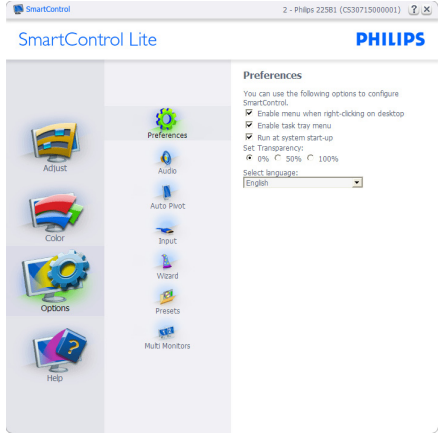 SmartControl
2 - Philips 225B1 (CS30715000001)
SmartControl Lite
PHILIPS
Adjust
Color
Options
Help
Preferences
Audio
Auto Pivot
Input
Wizard
Presets
Multi Monitors
Preferences
You can use the following options to configure
SmartControl.
Enable menu when right-clicking on desktop
Enable task tray menu
Run at system start-up
Set Transparency:
0% 50% 100%
Select language:
English